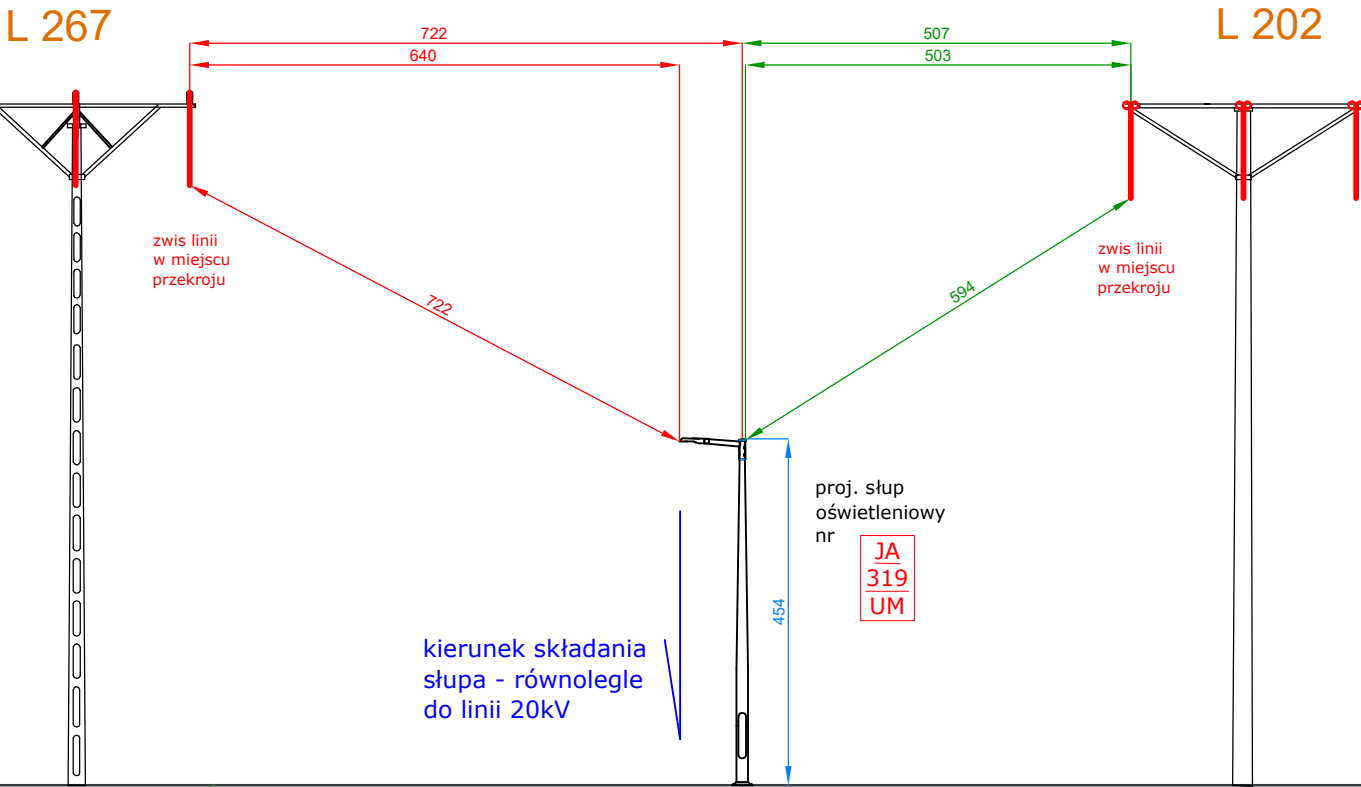 L 267
722
507
L 202
640
503
zwis linii
w miejscu
przekroju
zwis linii
w miejscu
przekroju
722
594
proj. słup
oświetleniowy
nr
JA
319
UM
454
kierunek składania
słupa - równolegle
do linii 20kV